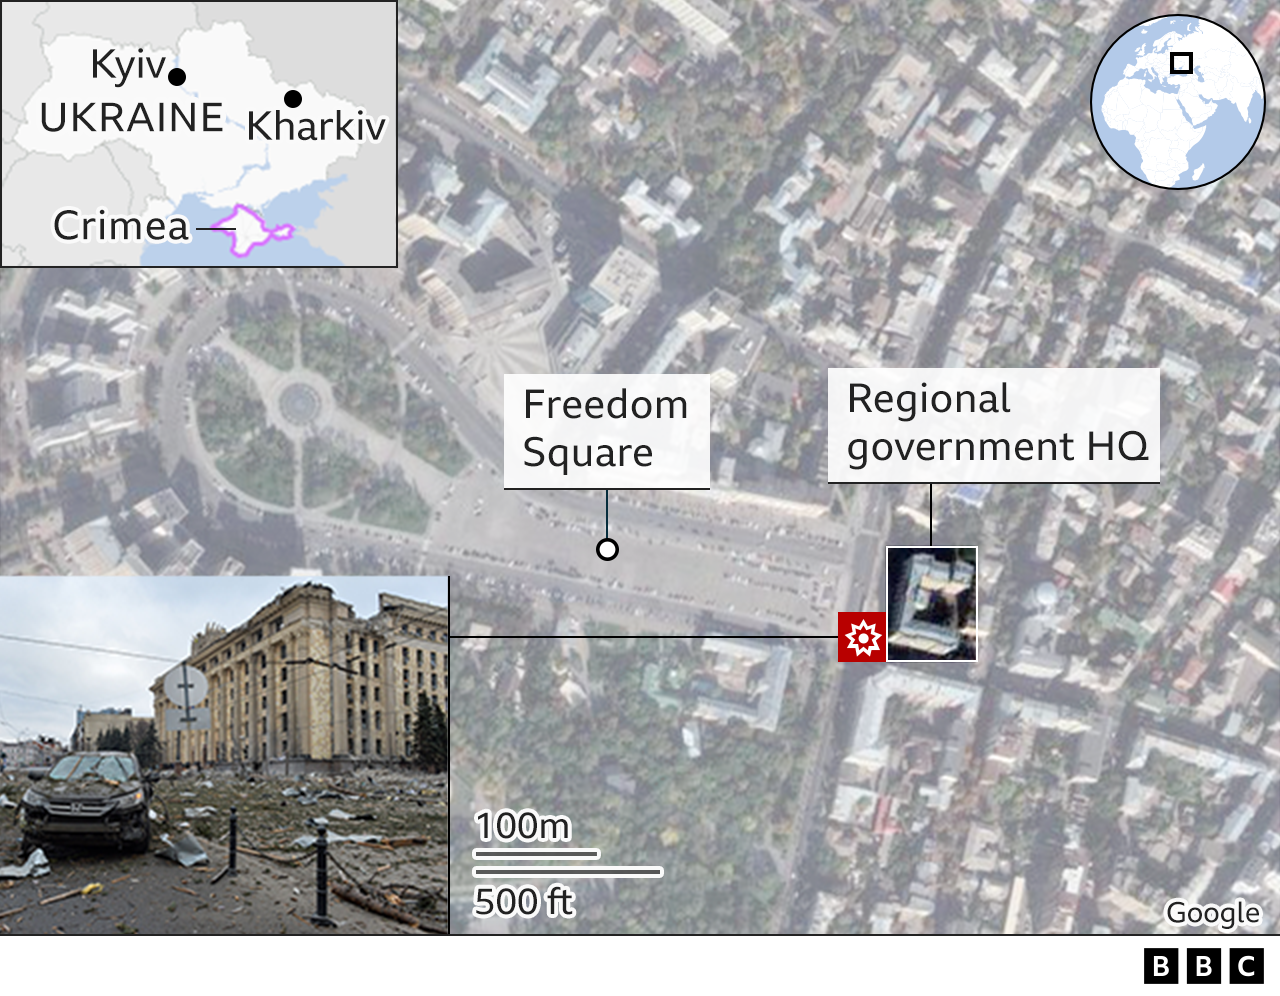 Kyiv
UKRAINE
Kharkiv
Crimea
Freedom
Square
Regional
government HQ
100m
500 ft
Google
BBC